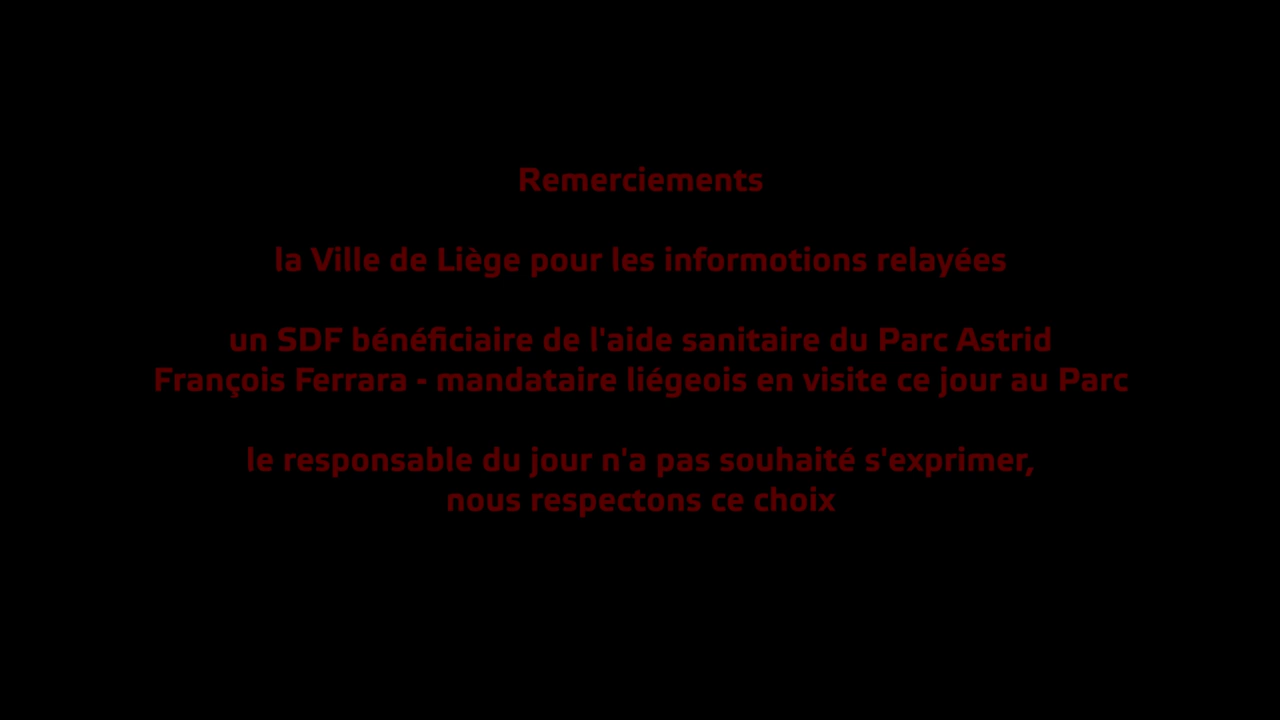 Remerciements
la Ville de Liège pour les informotions relayées
un SDF bénéficiaire de l'aide sanitaire du Parc Astrid
François Ferrara - mandataire liégeois en visite ce jour au Parc
le responsable du jour n'a pas souhaité s'exprimer,
nous respectons ce choix